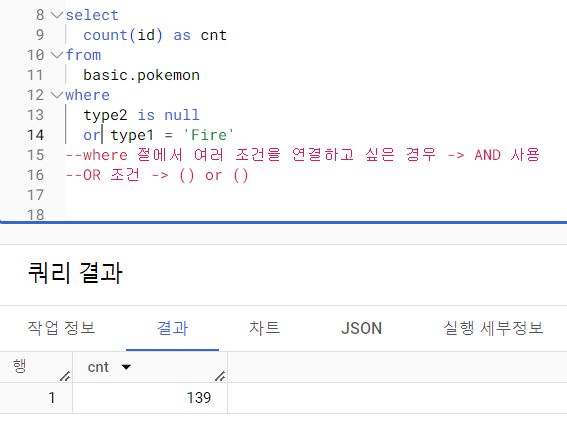 8 select
9 count(id) as cnt
10 from
11 basic.pokemon
12 where
13 type2 is null
14 or type1 = 'Fire'
15 --where 절에서 여러 조건을 연결하고 싶은 경우 -> AND 사용
16 --OR 조건 -> () or ()
17
18
쿼리 결과
작업 정보 결과 차트 JSON 실행 세부정보
행 cnt
1 139